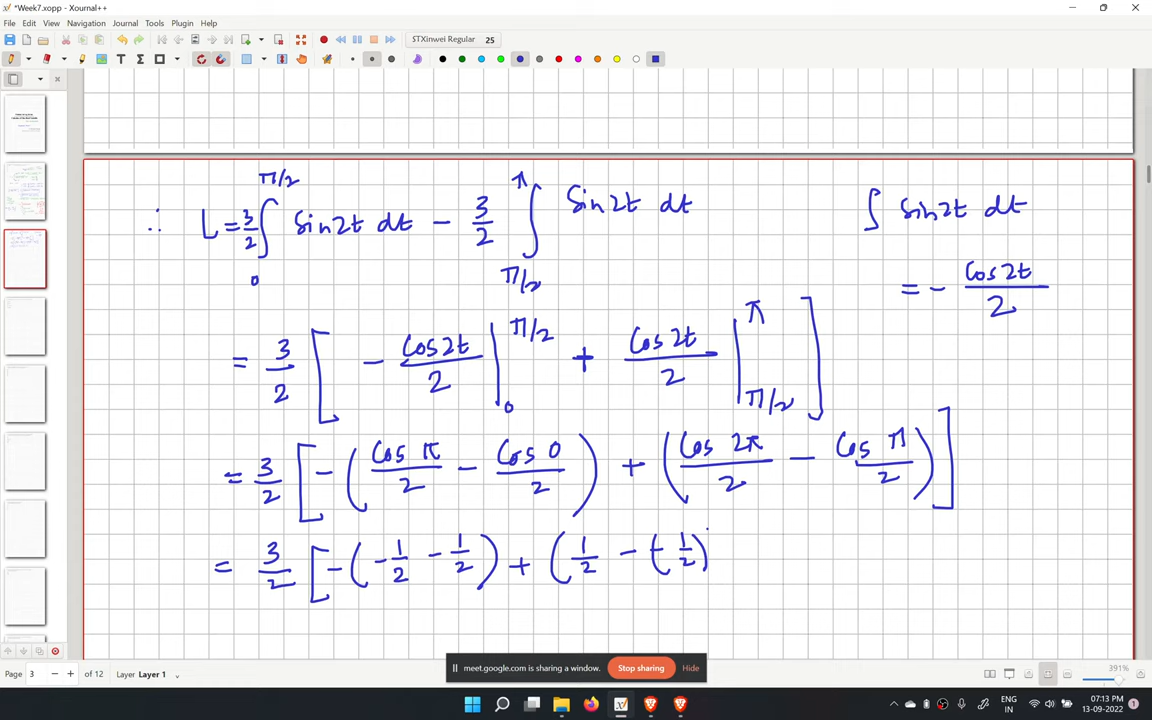 *Week7.xopp - Xournal++
File Edit View Navigation Journal Tools Plugin Help
STXinwei Regular 25
∴ L = 3/2 ∫_0^{π/2} sin2t dt − 3/2 ∫_{π/2}^{π} sin2t dt
∫ sin2t dt
= − cos2t/2
= 3/2 [ − cos2t/2 |_0^{π/2} + cos2t/2 |_{π/2}^{π} ]
= 3/2 [ −( cos π/2 − cos 0/2 ) + ( cos 2π/2 − cos π/2 ) ]
= 3/2 [ −( −1/2 − 1/2 ) + ( 1/2 − ( −1/2 )
meet.google.com is sharing a window. Stop sharing Hide
Page 3 of 12 Layer Layer 1 391%
ENG
IN
07:13 PM
13-09-2022
1